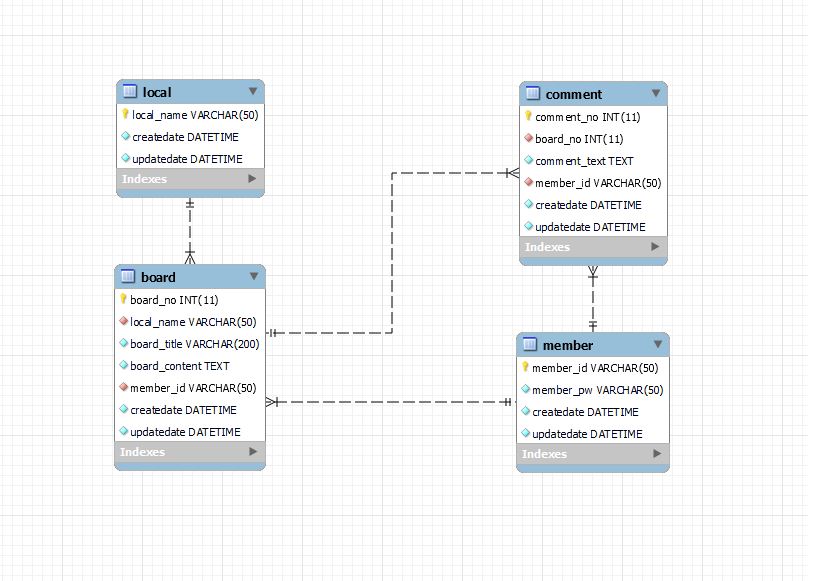 local
local_name VARCHAR(50)
createdate DATETIME
updatedate DATETIME
Indexes
board
board_no INT(11)
local_name VARCHAR(50)
board_title VARCHAR(200)
board_content TEXT
member_id VARCHAR(50)
createdate DATETIME
updatedate DATETIME
Indexes
comment
comment_no INT(11)
board_no INT(11)
comment_text TEXT
member_id VARCHAR(50)
createdate DATETIME
updatedate DATETIME
Indexes
member
member_id VARCHAR(50)
member_pw VARCHAR(50)
createdate DATETIME
updatedate DATETIME
Indexes